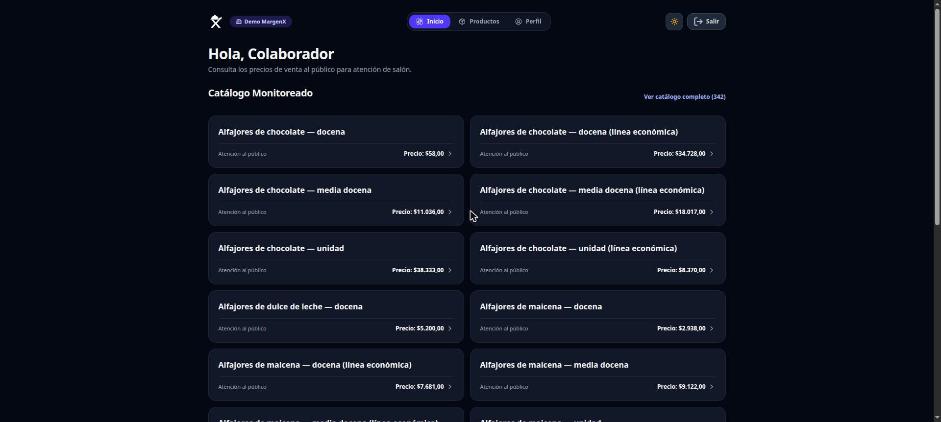 Demo MargenX
Inicio
Productos
Perfil
Salir
Hola, Colaborador
Consulta los precios de venta al público para atención de salón.
Catálogo Monitoreado
Ver catálogo completo (342)
Alfajores de chocolate — docena
Atención al público
Precio: $58,00
Alfajores de chocolate — docena (línea económica)
Atención al público
Precio: $34.728,00
Alfajores de chocolate — media docena
Atención al público
Precio: $11.036,00
Alfajores de chocolate — media docena (línea económica)
Atención al público
Precio: $18.017,00
Alfajores de chocolate — unidad
Atención al público
Precio: $38.333,00
Alfajores de chocolate — unidad (línea económica)
Atención al público
Precio: $8.370,00
Alfajores de dulce de leche — docena
Atención al público
Precio: $5.200,00
Alfajores de maicena — docena
Atención al público
Precio: $2.938,00
Alfajores de maicena — docena (línea económica)
Atención al público
Precio: $7.681,00
Alfajores de maicena — media docena
Atención al público
Precio: $9.122,00